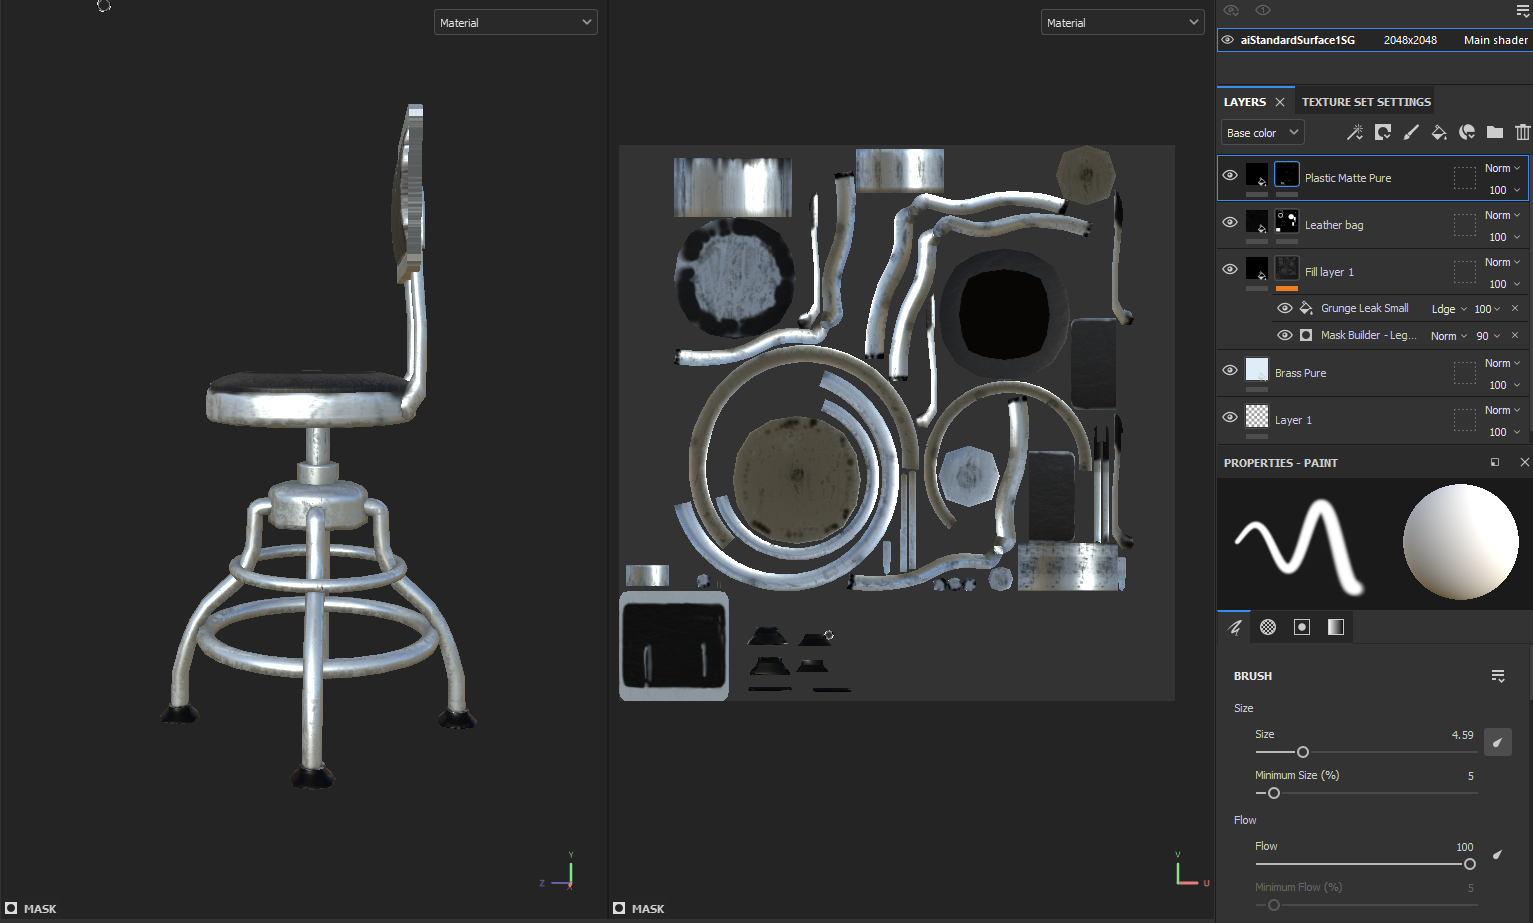 Material
Material
aiStandardSurface1SG 2048x2048 Main shader
LAYERS TEXTURE SET SETTINGS
Base color
Plastic Matte Pure Norm
100
Leather bag Norm
100
Fill layer 1 Norm
100
Grunge Leak Small Ldge 100
Mask Builder - Leg... Norm 90
Brass Pure Norm
100
Layer 1 Norm
100
PROPERTIES - PAINT
BRUSH
Size
Size 4.59
Minimum Size (%) 5
Flow
Flow 100
Minimum Flow (%) 5
Y
Z
X
V
U
MASK
MASK